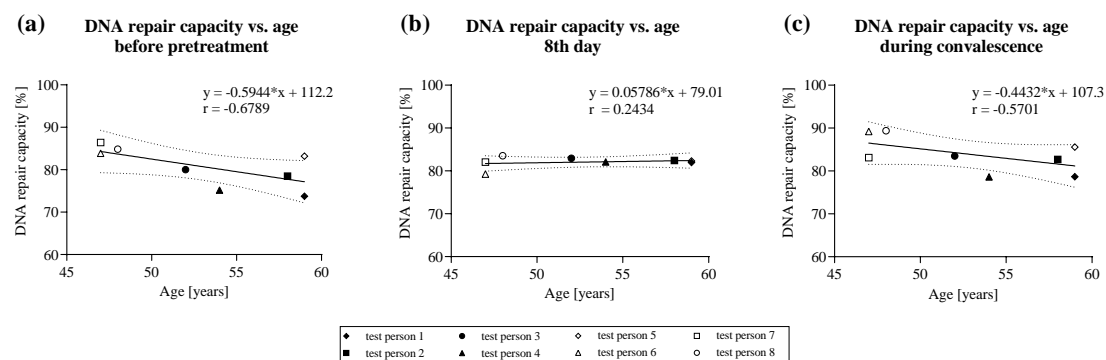 (a)
DNA repair capacity vs. age
before pretreatment
DNA repair capacity [%]
100
90
80
70
60
45
50
55
60
y = -0.5944*x + 112.2
r = -0.6789
Age [years]
(b)
DNA repair capacity vs. age
8th day
DNA repair capacity [%]
100
90
80
70
60
45
50
55
60
y = 0.05786*x + 79.01
r = 0.2434
Age [years]
(c)
DNA repair capacity vs. age
during convalescence
DNA repair capacity [%]
100
90
80
70
60
45
50
55
60
y = -0.4432*x + 107.3
r = -0.5701
Age [years]
test person 1
test person 2
test person 3
test person 4
test person 5
test person 6
test person 7
test person 8